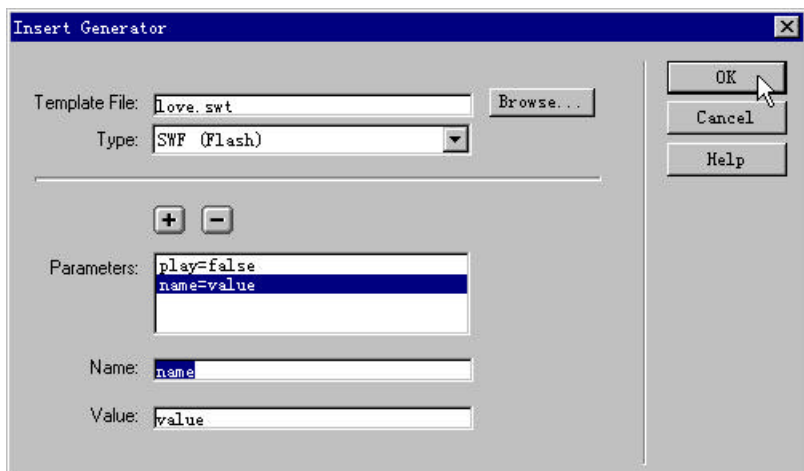 Insert Generator
Template File: love.swt Browse...
Type: SWF (Flash)
OK
Cancel
Help
Parameters: play=false
name=value
Name: name
Value: value